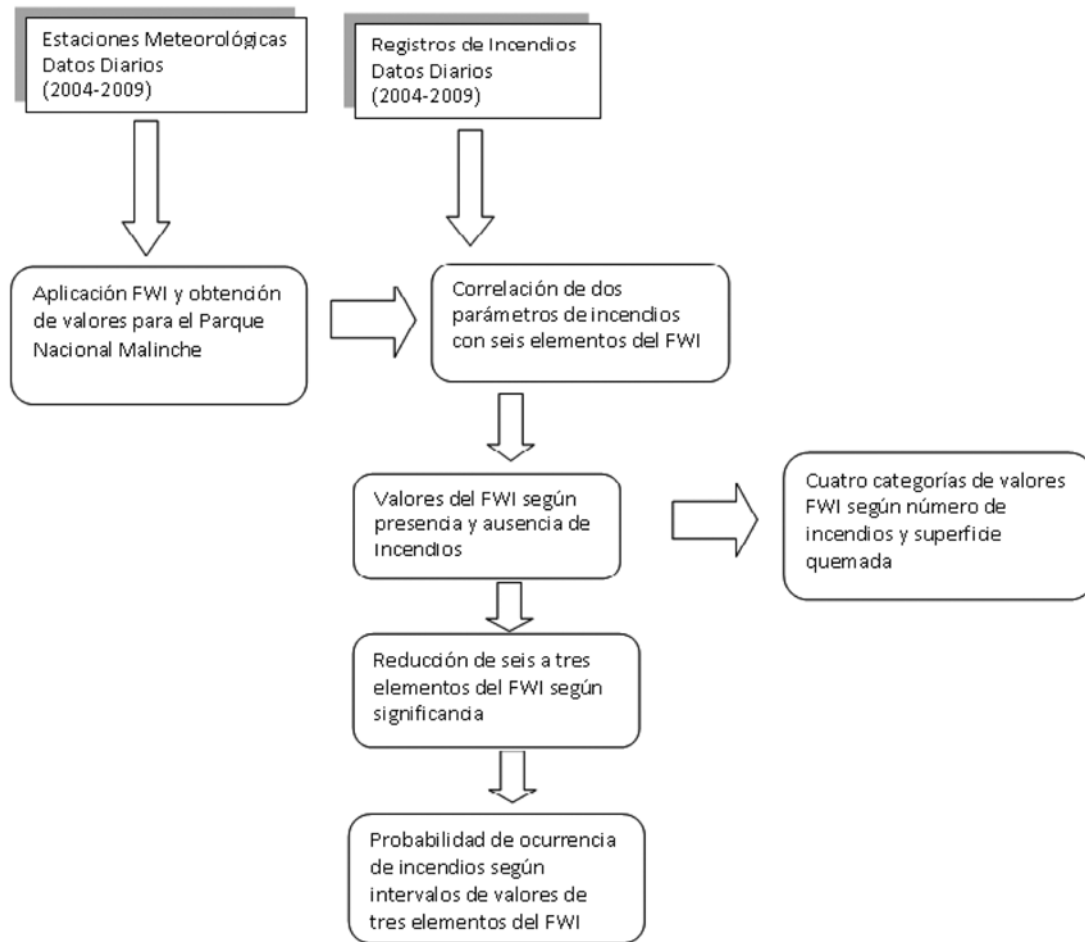 Estaciones Meteorológicas
Datos Diarios
(2004-2009)
Registros de Incendios
Datos Diarios
(2004-2009)
Aplicación FWI y obtención
de valores para el Parque
Nacional Malinche
Correlación de dos
parámetros de incendios
con seis elementos del FWI
Valores del FWI según
presencia y ausencia de
Incendios
Cuatro categorías de valores
FWI según número de
incendios y superficie
quemada
Reducción de seis a tres
elementos del FWI según
significancia
Probabilidad de ocurrencia
de incendios según
intervalos de valores de
tres elementos del FWI